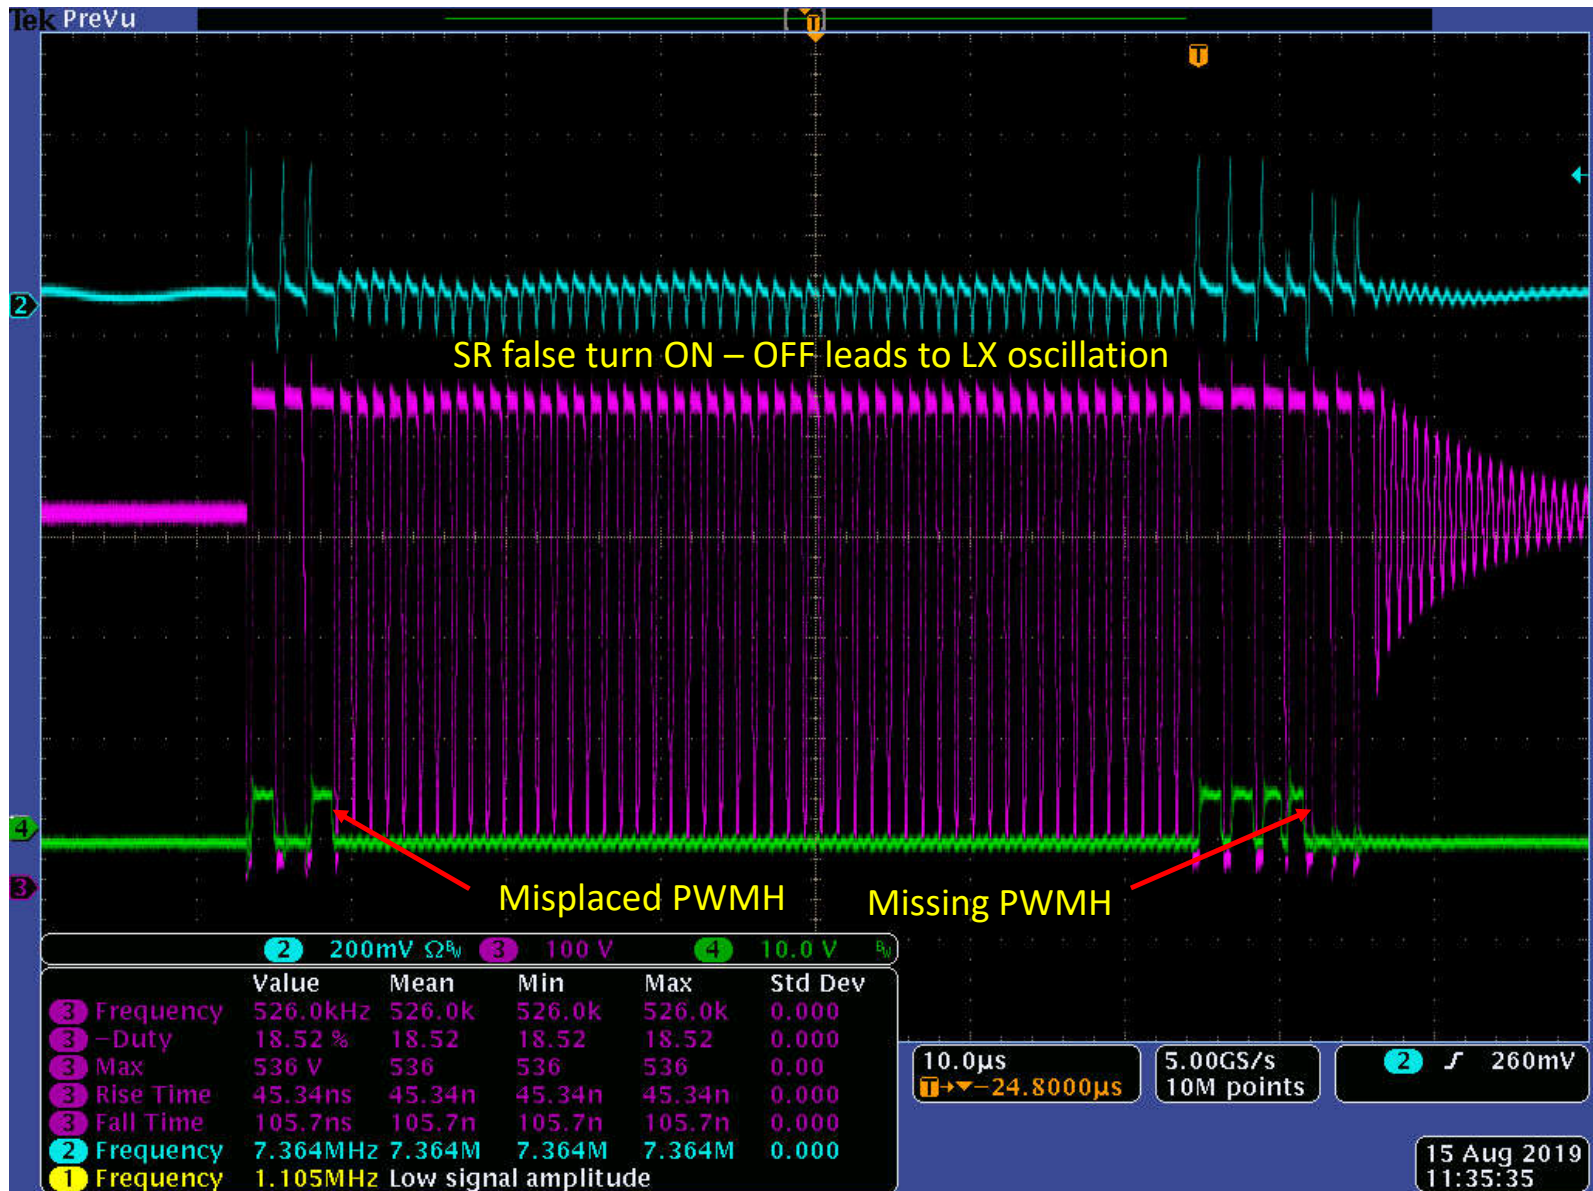 Tek PreVu
T
T
2
SR false turn ON – OFF leads to LX oscillation
4
3
Misplaced PWMH
Missing PWMH
2 200mV ΩBW 3 100 V 4 10.0 V BW
Value Mean Min Max Std Dev
3 Frequency 526.0kHz 526.0k 526.0k 526.0k 0.000
3 −Duty 18.52 % 18.52 18.52 18.52 0.000
3 Max 536 V 536 536 536 0.00
3 Rise Time 45.34ns 45.34n 45.34n 45.34n 0.000
3 Fall Time 105.7ns 105.7n 105.7n 105.7n 0.000
2 Frequency 7.364MHz 7.364M 7.364M 7.364M 0.000
1 Frequency 1.105MHz Low signal amplitude
10.0µs
T→▼−24.8000µs
5.00GS/s
10M points
2 ∫ 260mV
15 Aug 2019
11:35:35